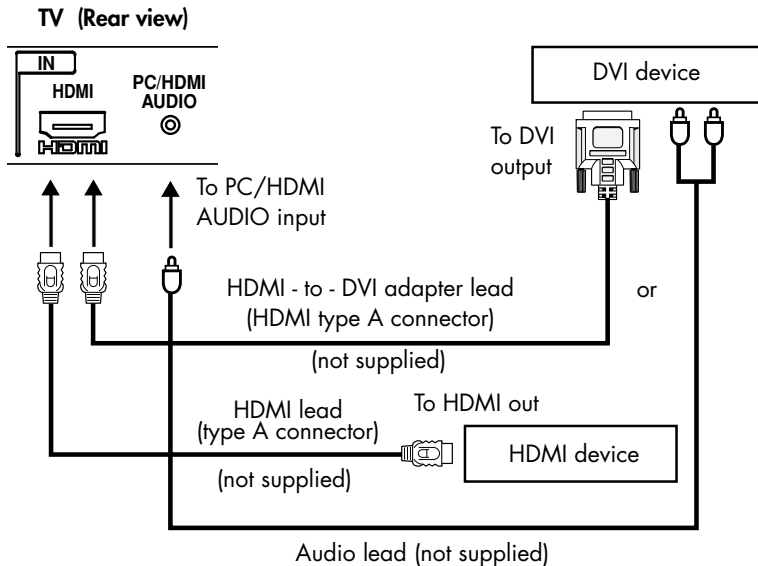 TV (Rear view)
IN
HDMI
PC/HDMI
AUDIO
HDMI
DVI device
To DVI
output
To PC/HDMI
AUDIO input
HDMI - to - DVI adapter lead
(HDMI type A connector)
(not supplied)
or
HDMI lead
(type A connector)
(not supplied)
To HDMI out
HDMI device
Audio lead (not supplied)